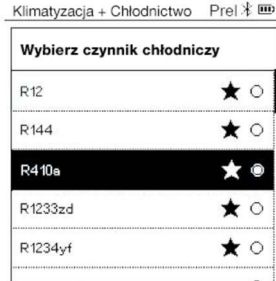 Klimatyzacja + Chłodnictwo Prel
Wybierz czynnik chłodniczy
R12
R144
R410a
R1233zd
R1234yf